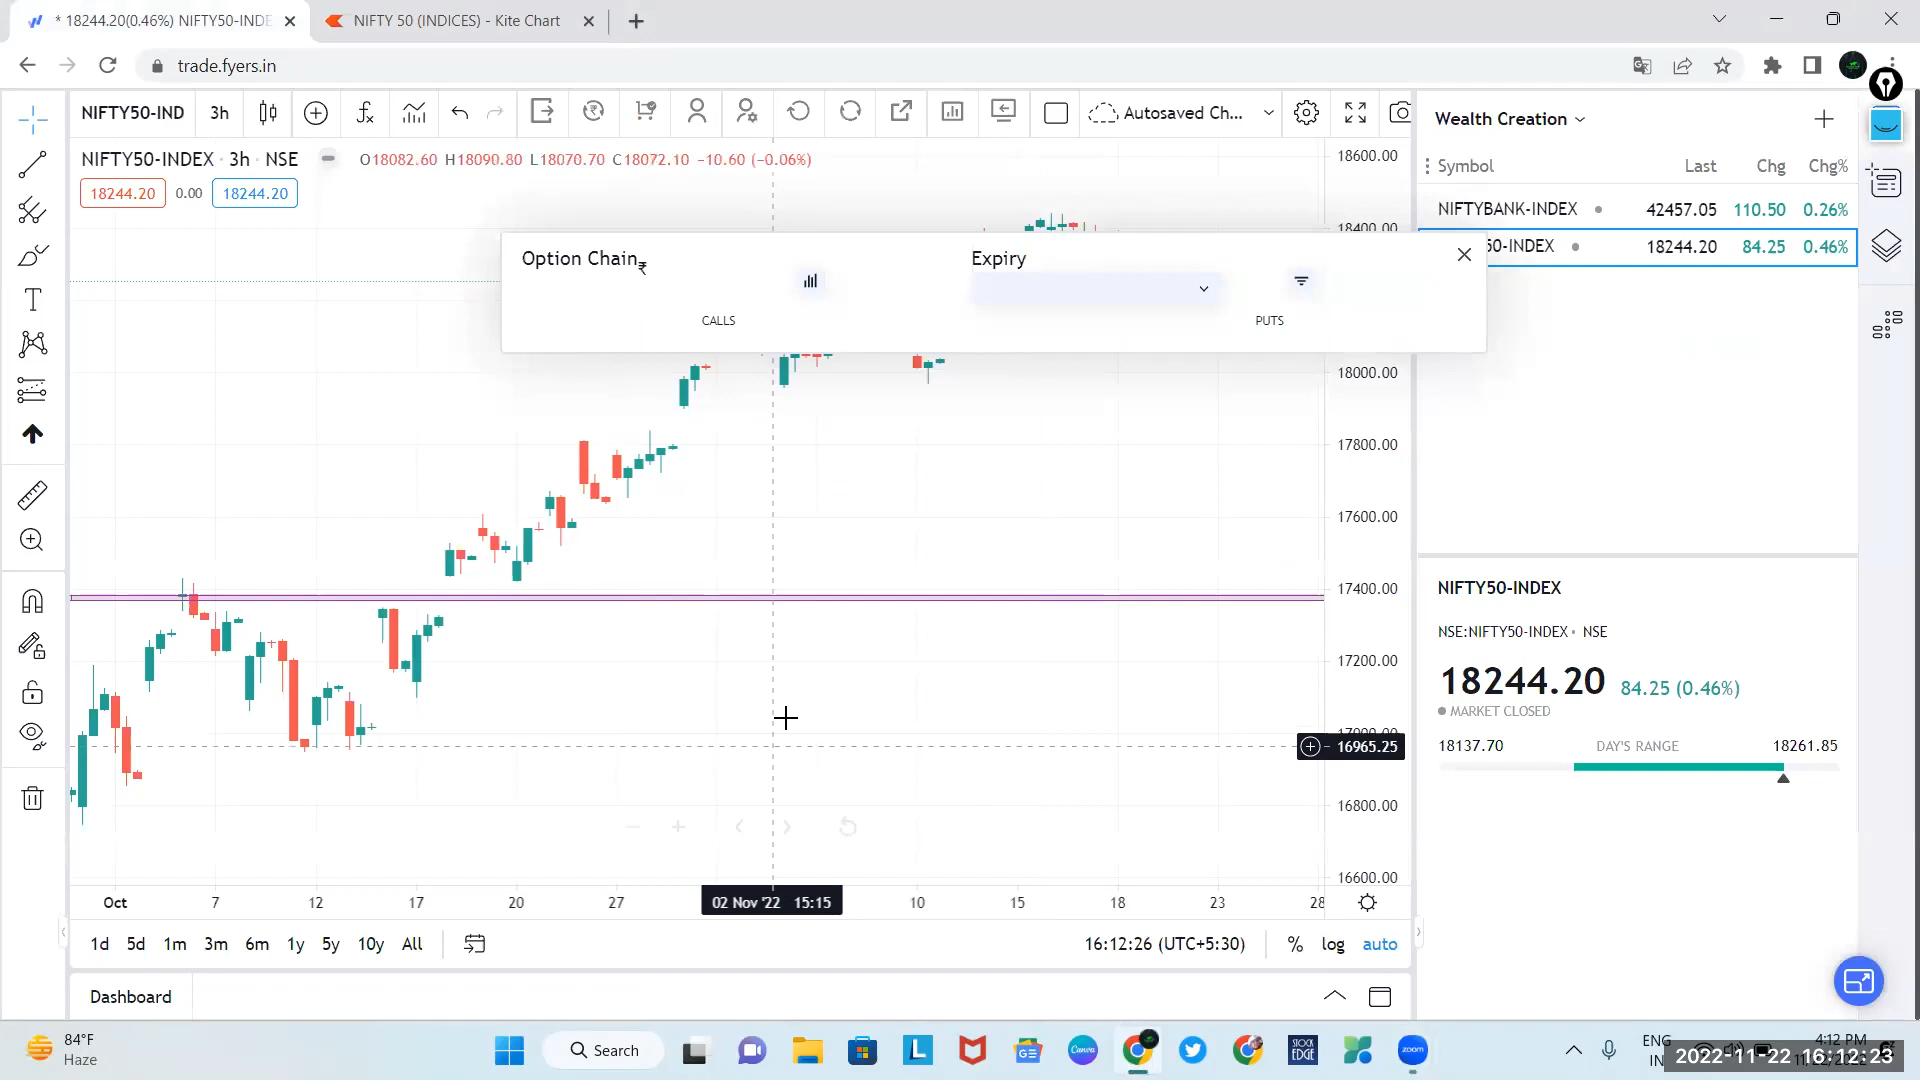 * 18244.20(0.46%) NIFTY50-INDE
NIFTY 50 (INDICES) - Kite Chart
trade.fyers.in
NIFTY50-IND 3h
Autosaved Ch...
NIFTY50-INDEX · 3h · NSE
O18082.60 H18090.80 L18070.70 C18072.10 -10.60 (-0.06%)
18244.20 0.00 18244.20
Option Chain₹
Expiry
CALLS
PUTS
18600.00
18400.00
18000.00
17800.00
17600.00
17400.00
17200.00
17000.00
16965.25
16800.00
16600.00
Oct 7 12 17 20 27 02 Nov '22 15:15 10 15 18 23 28
1d 5d 1m 3m 6m 1y 5y 10y All
16:12:26 (UTC+5:30)
% log auto
Dashboard
Wealth Creation
Symbol Last Chg Chg%
NIFTYBANK-INDEX 42457.05 110.50 0.26%
50-INDEX 18244.20 84.25 0.46%
NIFTY50-INDEX
NSE:NIFTY50-INDEX • NSE
18244.20 84.25 (0.46%)
MARKET CLOSED
18137.70 DAY'S RANGE 18261.85
84°F
Haze
Search
L
GE
Canva
STOCK EDGE
zoom
ENG
IN
4:12 PM
2022-11-22 16:12:23